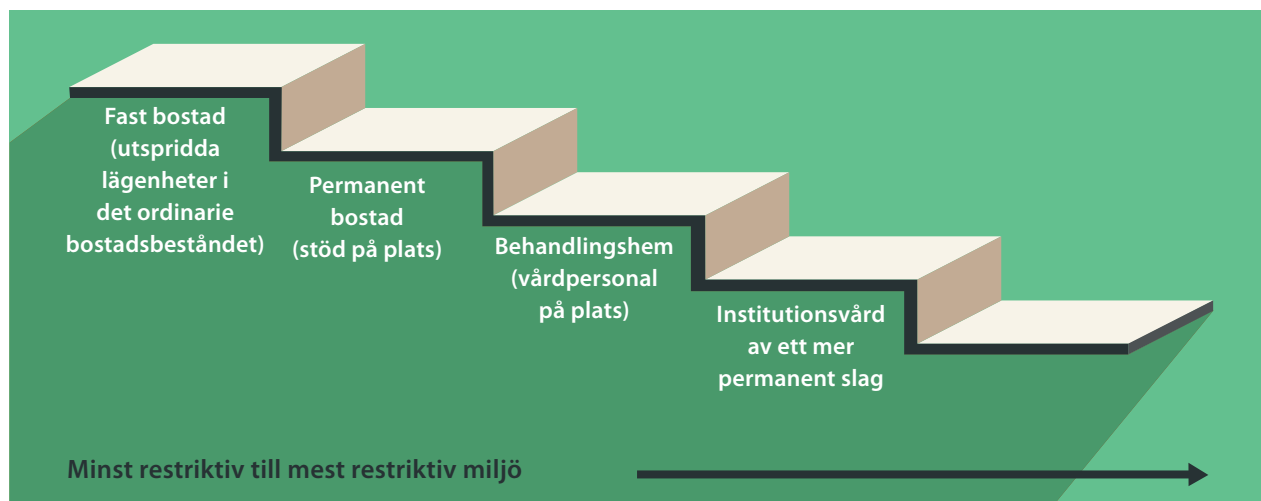 Fast bostad
(utspridda
lägenheter i
det ordinarie
bostadsbeståndet)
Permanent
bostad
(stöd på plats)
Behandlingshem
(vårdpersonal
på plats)
Institutionsvård
av ett mer
permanent slag
Minst restriktiv till mest restriktiv miljö